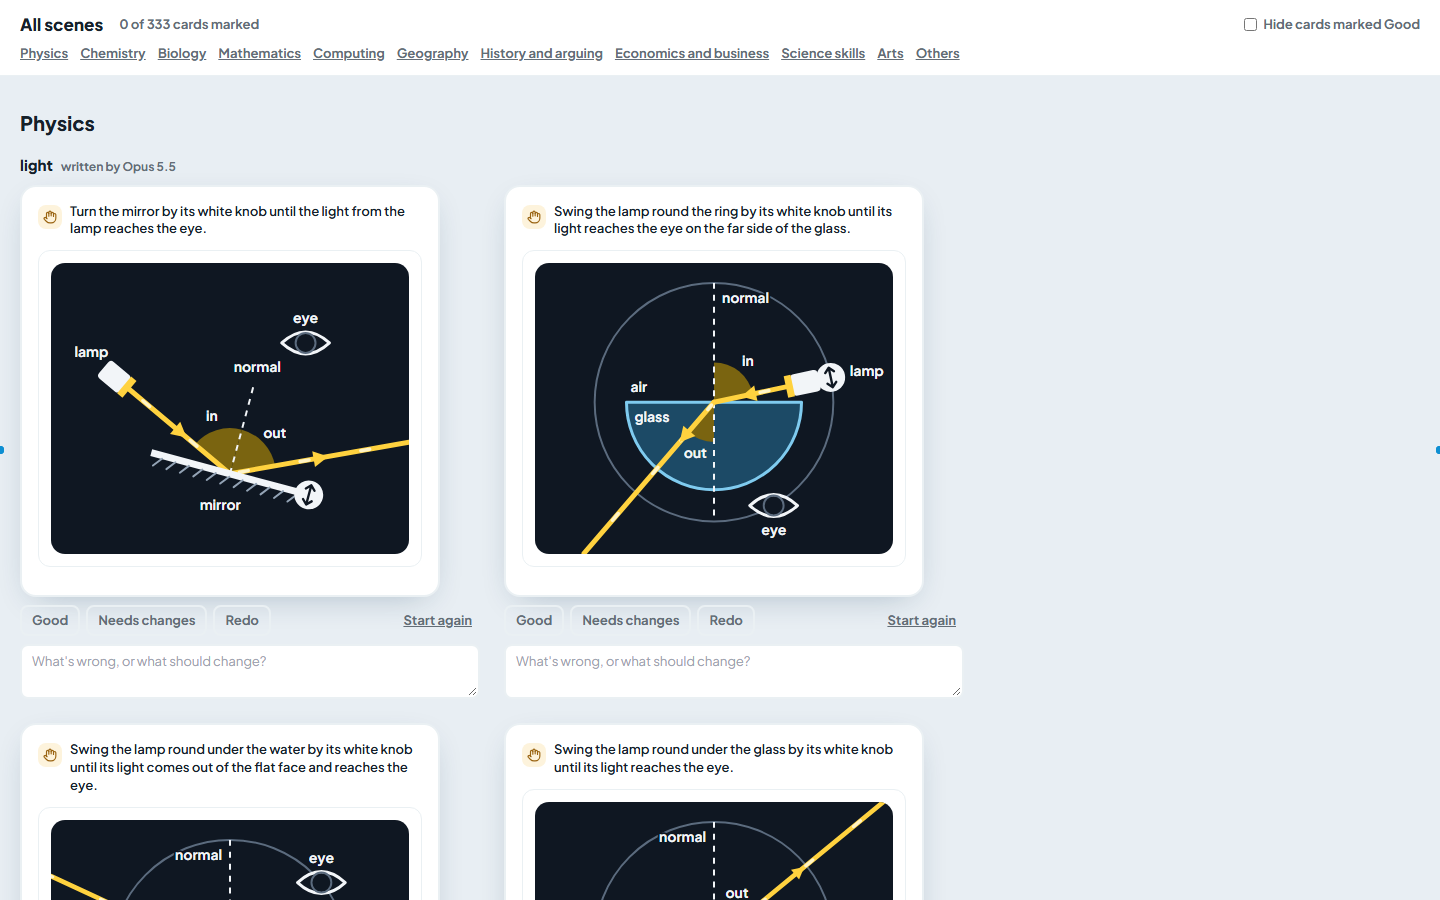 All scenes 0 of 333 cards marked Hide cards marked Good
Physics Chemistry Biology Mathematics Computing Geography History and arguing Economics and business Science skills Arts Others
Physics
light written by Opus 5.5
Turn the mirror by its white knob until the light from the
lamp reaches the eye.
eye
lamp
normal
in
out
mirror
Good Needs changes Redo Start again
What's wrong, or what should change?
Swing the lamp round the ring by its white knob until its
light reaches the eye on the far side of the glass.
normal
in
lamp
air
glass
out
eye
Good Needs changes Redo Start again
What's wrong, or what should change?
Swing the lamp round under the water by its white knob
until its light comes out of the flat face and reaches the
eye.
normal
eye
Swing the lamp round under the glass by its white knob
until its light reaches the eye.
normal
out